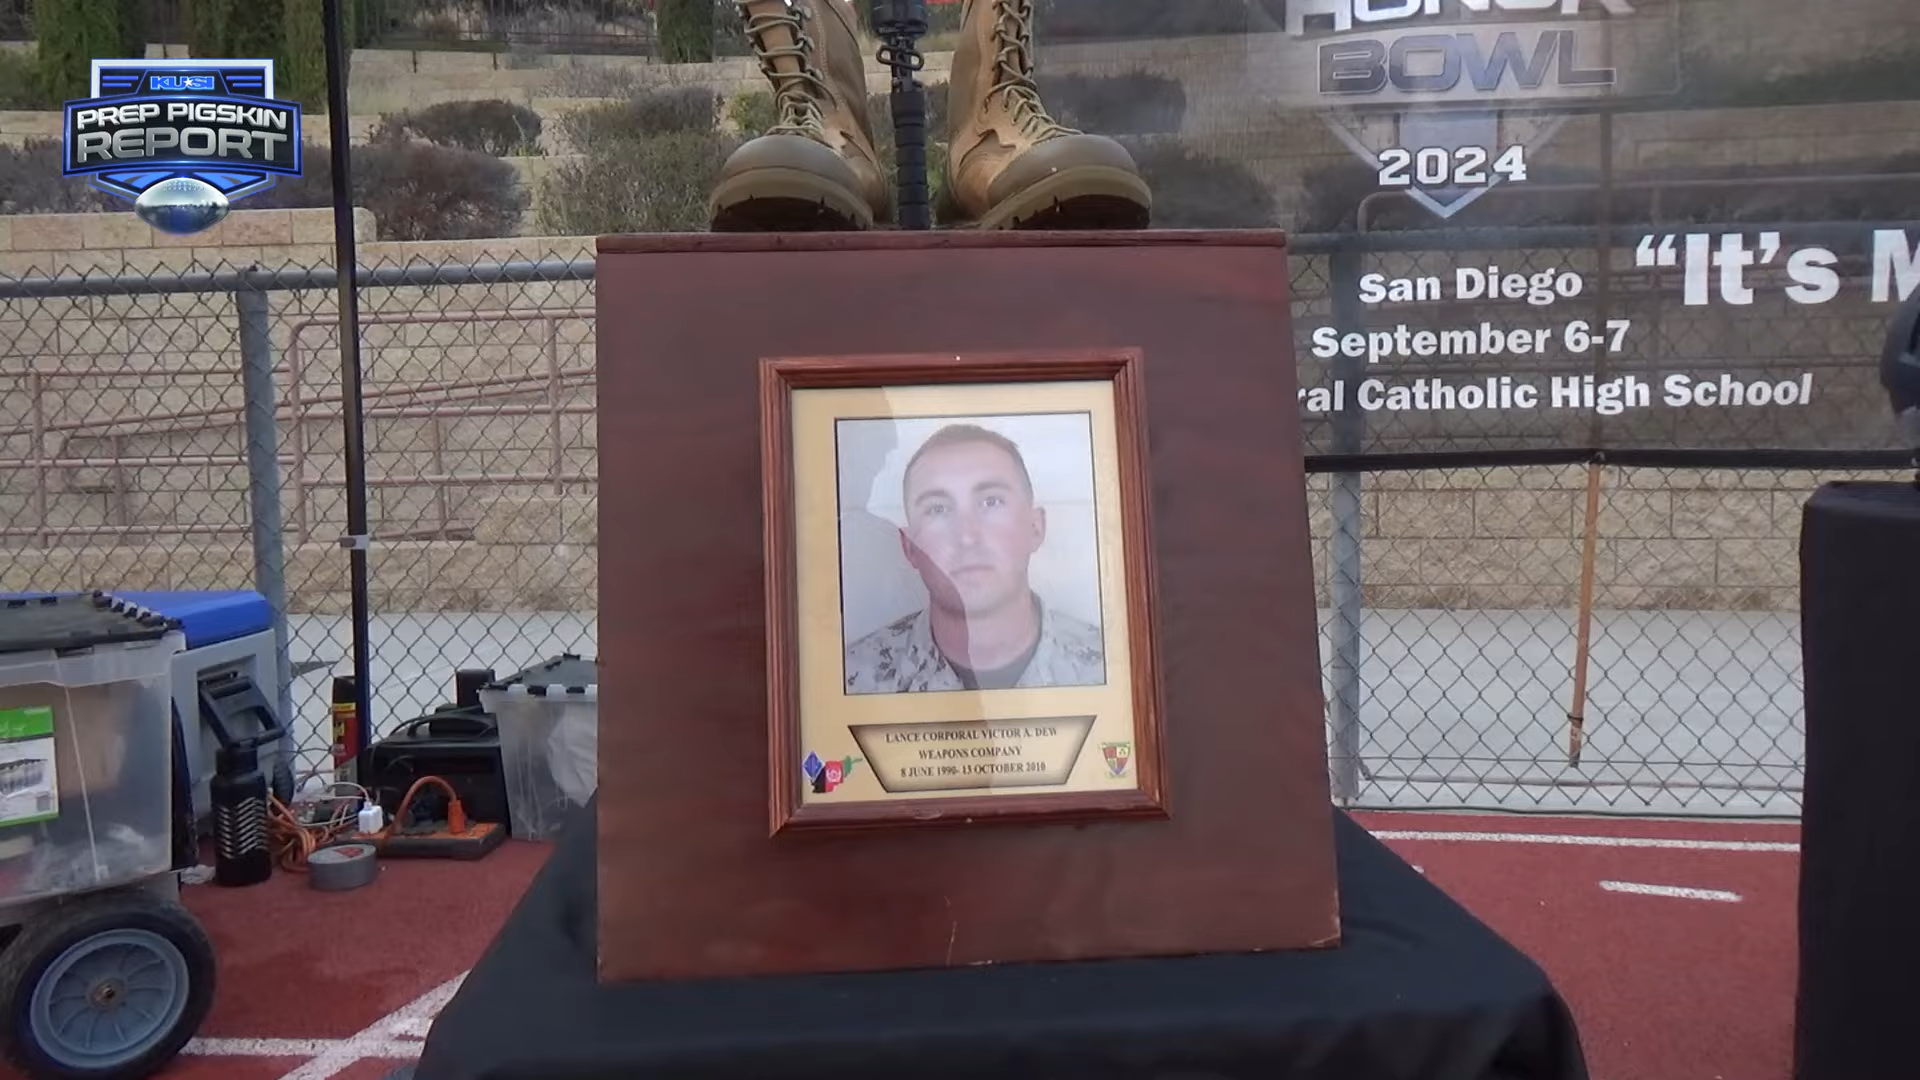 KUSI
PREP PIGSKIN
REPORT
HONOR
BOWL
2024
San Diego
September 6-7
ral Catholic High School
“It’s M
LANCE CORPORAL VICTOR A. DEW
WEAPONS COMPANY
8 JUNE 1990- 13 OCTOBER 2010